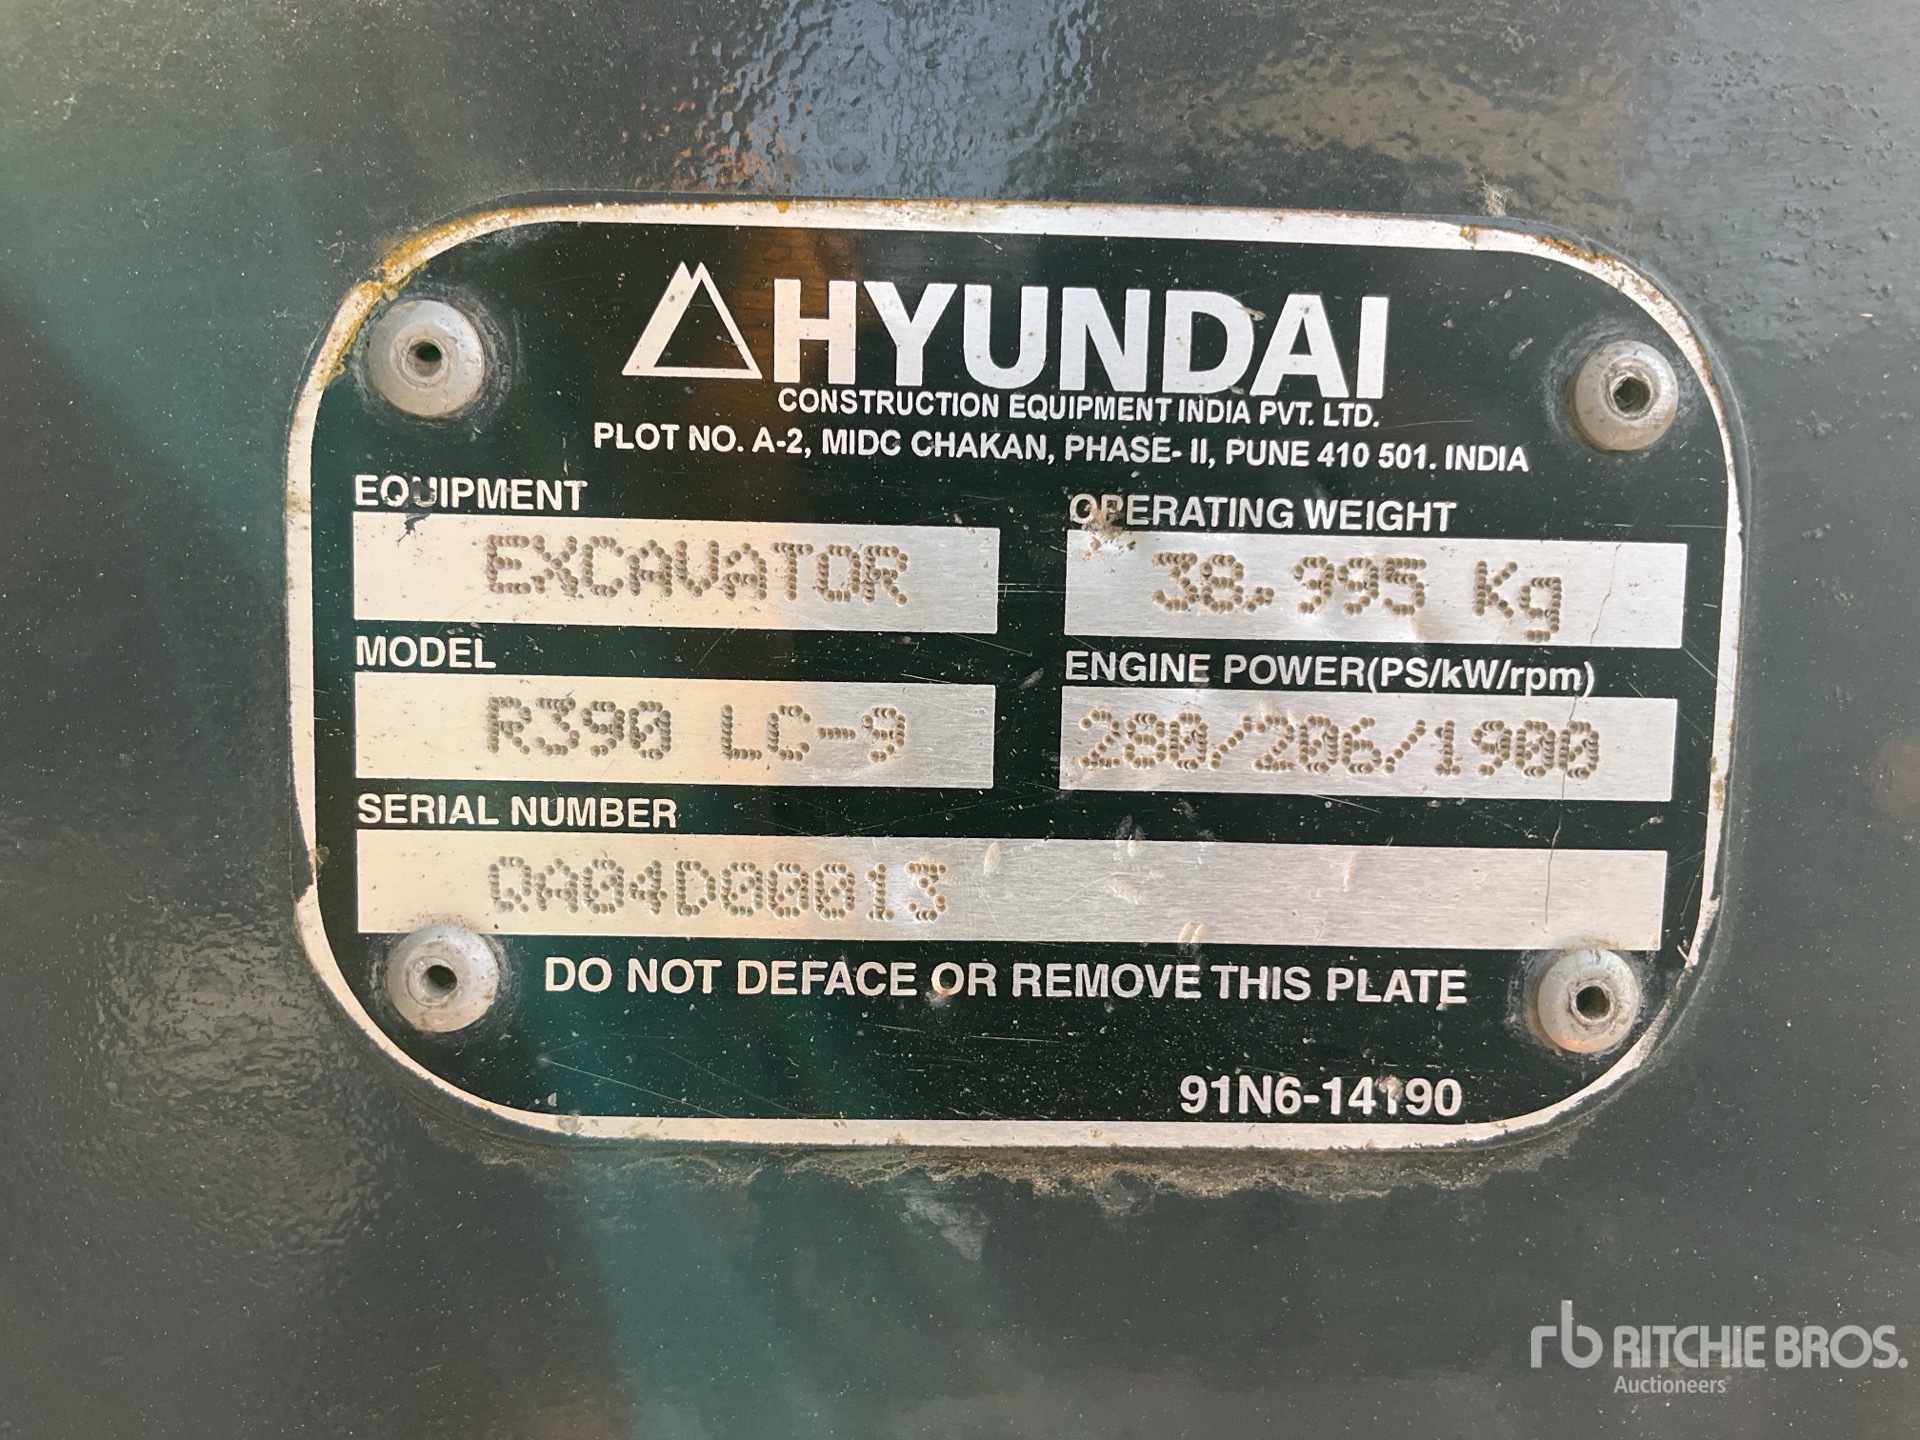 HYUNDAI
CONSTRUCTION EQUIPMENT INDIA PVT. LTD.
PLOT NO. A-2, MIDC CHAKAN, PHASE- II, PUNE 410 501. INDIA
EQUIPMENT
EXCAVATOR
OPERATING WEIGHT
38.995 Kg
MODEL
R390 LC-9
ENGINE POWER(PS/kW/rpm)
280/206/1900
SERIAL NUMBER
QA04D00013
DO NOT DEFACE OR REMOVE THIS PLATE
91N6-14190
rb RITCHIE BROS.
Auctioneers